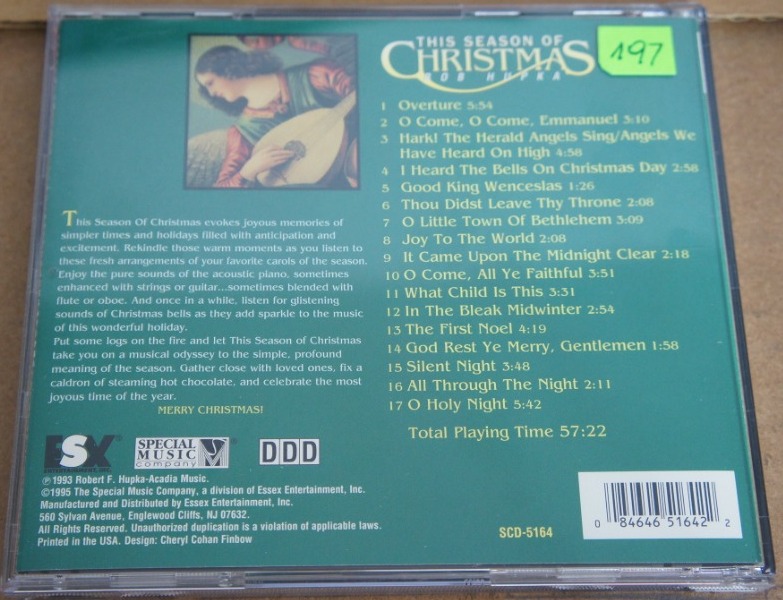 THIS SEASON OF
CHRISTMAS
BOB HUPKA
197
1 Overture 5:54
2 O Come, O Come, Emmanuel 3:10
3 Hark! The Herald Angels Sing/Angels We
Have Heard On High 4:58
4 I Heard The Bells On Christmas Day 2:58
5 Good King Wenceslas 1:26
6 Thou Didst Leave Thy Throne 2:08
7 O Little Town Of Bethlehem 3:09
8 Joy To The World 2:08
9 It Came Upon The Midnight Clear 2:18
10 O Come, All Ye Faithful 3:51
11 What Child Is This 3:31
12 In The Bleak Midwinter 2:54
13 The First Noel 4:19
14 God Rest Ye Merry, Gentlemen 1:58
15 Silent Night 3:48
16 All Through The Night 2:11
17 O Holy Night 5:42
Total Playing Time 57:22
This Season Of Christmas evokes joyous memories of
simpler times and holidays filled with anticipation and
excitement. Rekindle those warm moments as you listen to
these fresh arrangements of your favorite carols of the season.
Enjoy the pure sounds of the acoustic piano, sometimes
enhanced with strings or guitar...sometimes blended with
flute or oboe. And once in a while, listen for glistening
sounds of Christmas bells as they add sparkle to the music
of this wonderful holiday.
Put some logs on the fire and let This Season of Christmas
take you on a musical odyssey to the simple, profound
meaning of the season. Gather close with loved ones, fix a
caldron of steaming hot chocolate, and celebrate the most
joyous time of the year.
MERRY CHRISTMAS!
ESX
ENTERTAINMENT, INC.
SPECIAL
MUSIC
company
DDD
℗1993 Robert F. Hupka-Acadia Music.
©1995 The Special Music Company, a division of Essex Entertainment, Inc.
Manufactured and Distributed by Essex Entertainment, Inc.
560 Sylvan Avenue, Englewood Cliffs, NJ 07632.
All Rights Reserved. Unauthorized duplication is a violation of applicable laws.
Printed in the USA. Design: Cheryl Cohan Finbow
SCD-5164
0 84646 51642 2